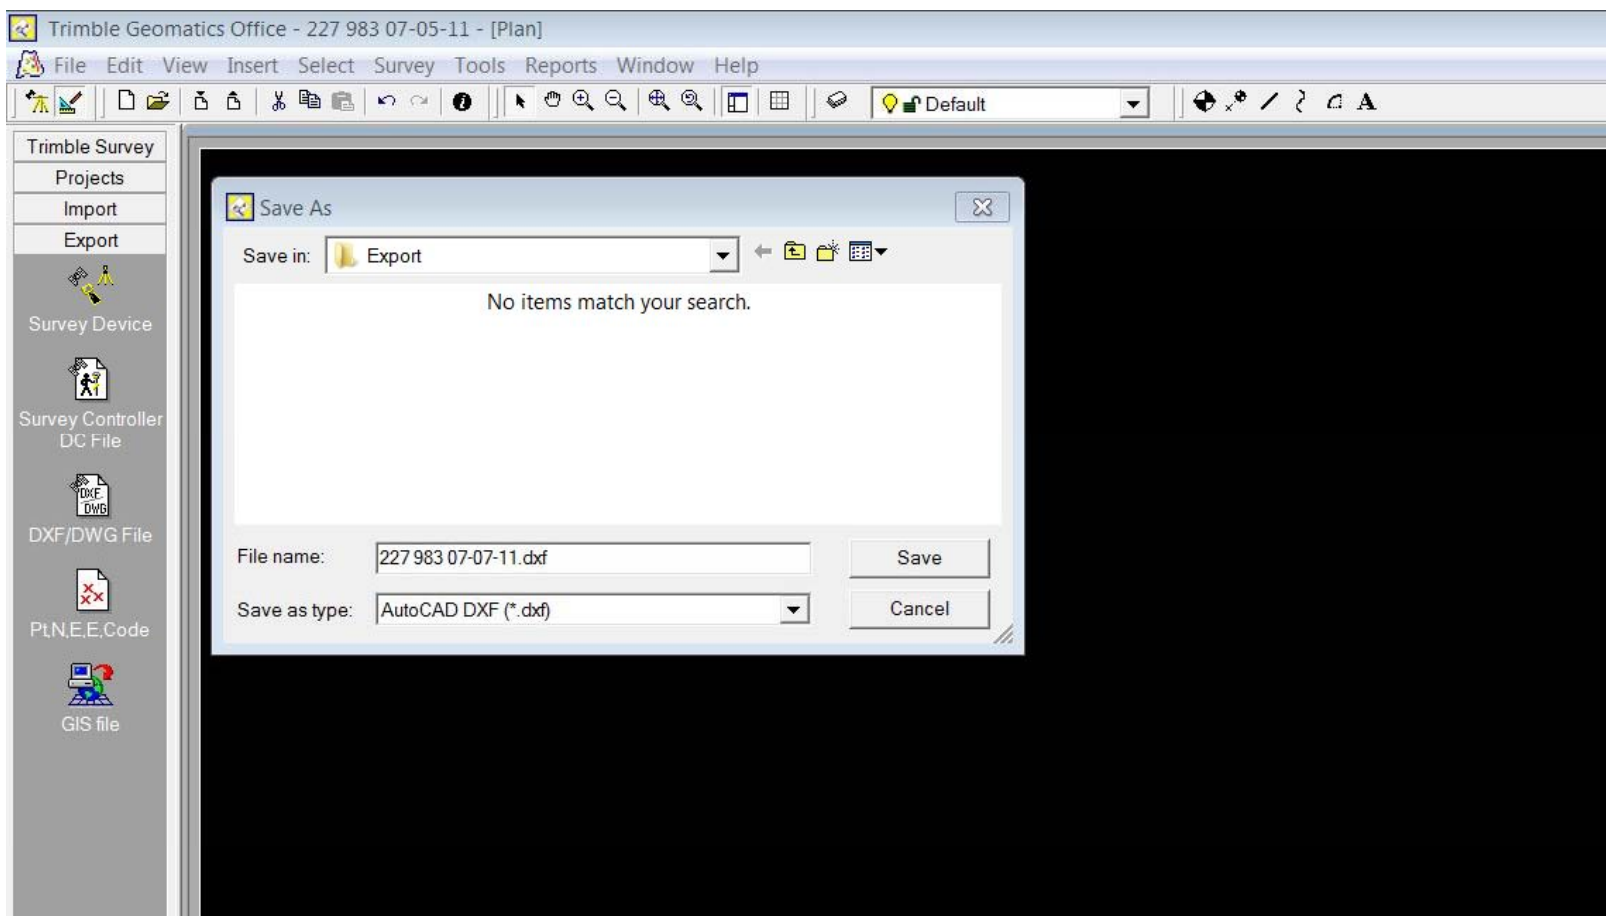 Trimble Geomatics Office - 227 983 07-05-11 - [Plan]
File Edit View Insert Select Survey Tools Reports Window Help
Default
A
Trimble Survey
Projects
Import
Export
Survey Device
Survey Controller
DC File
DXF
DWG
DXF/DWG File
Pt,N,E,E,Code
GIS file
Save As
Save in: Export
No items match your search.
File name: 227 983 07-07-11.dxf Save
Save as type: AutoCAD DXF (*.dxf) Cancel